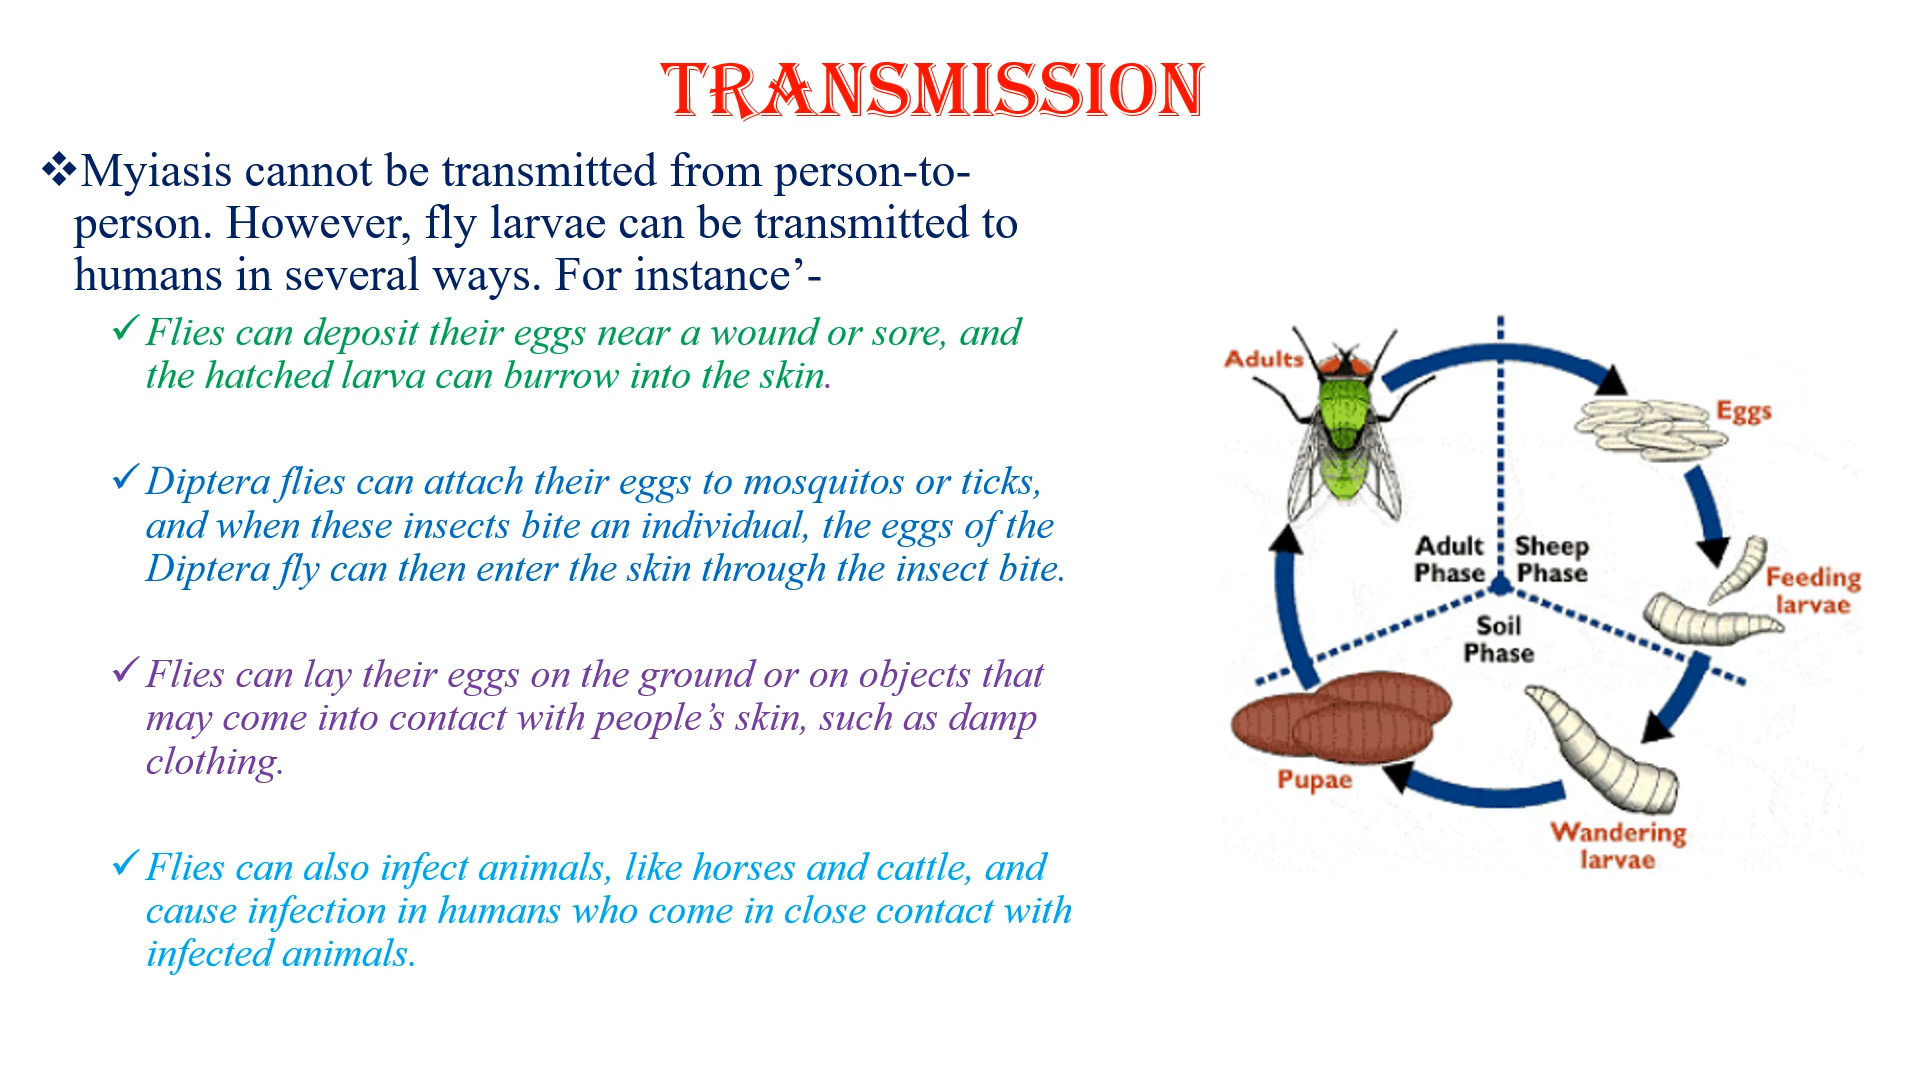 TRANSMISSION
❖Myiasis cannot be transmitted from person-to-
person. However, fly larvae can be transmitted to
humans in several ways. For instance’-
✓Flies can deposit their eggs near a wound or sore, and
the hatched larva can burrow into the skin.
✓Diptera flies can attach their eggs to mosquitos or ticks,
and when these insects bite an individual, the eggs of the
Diptera fly can then enter the skin through the insect bite.
✓Flies can lay their eggs on the ground or on objects that
may come into contact with people’s skin, such as damp
clothing.
✓Flies can also infect animals, like horses and cattle, and
cause infection in humans who come in close contact with
infected animals.
Adults
Eggs
Adult
Phase
Sheep
Phase
Feeding
larvae
Soil
Phase
Pupae
Wandering
larvae